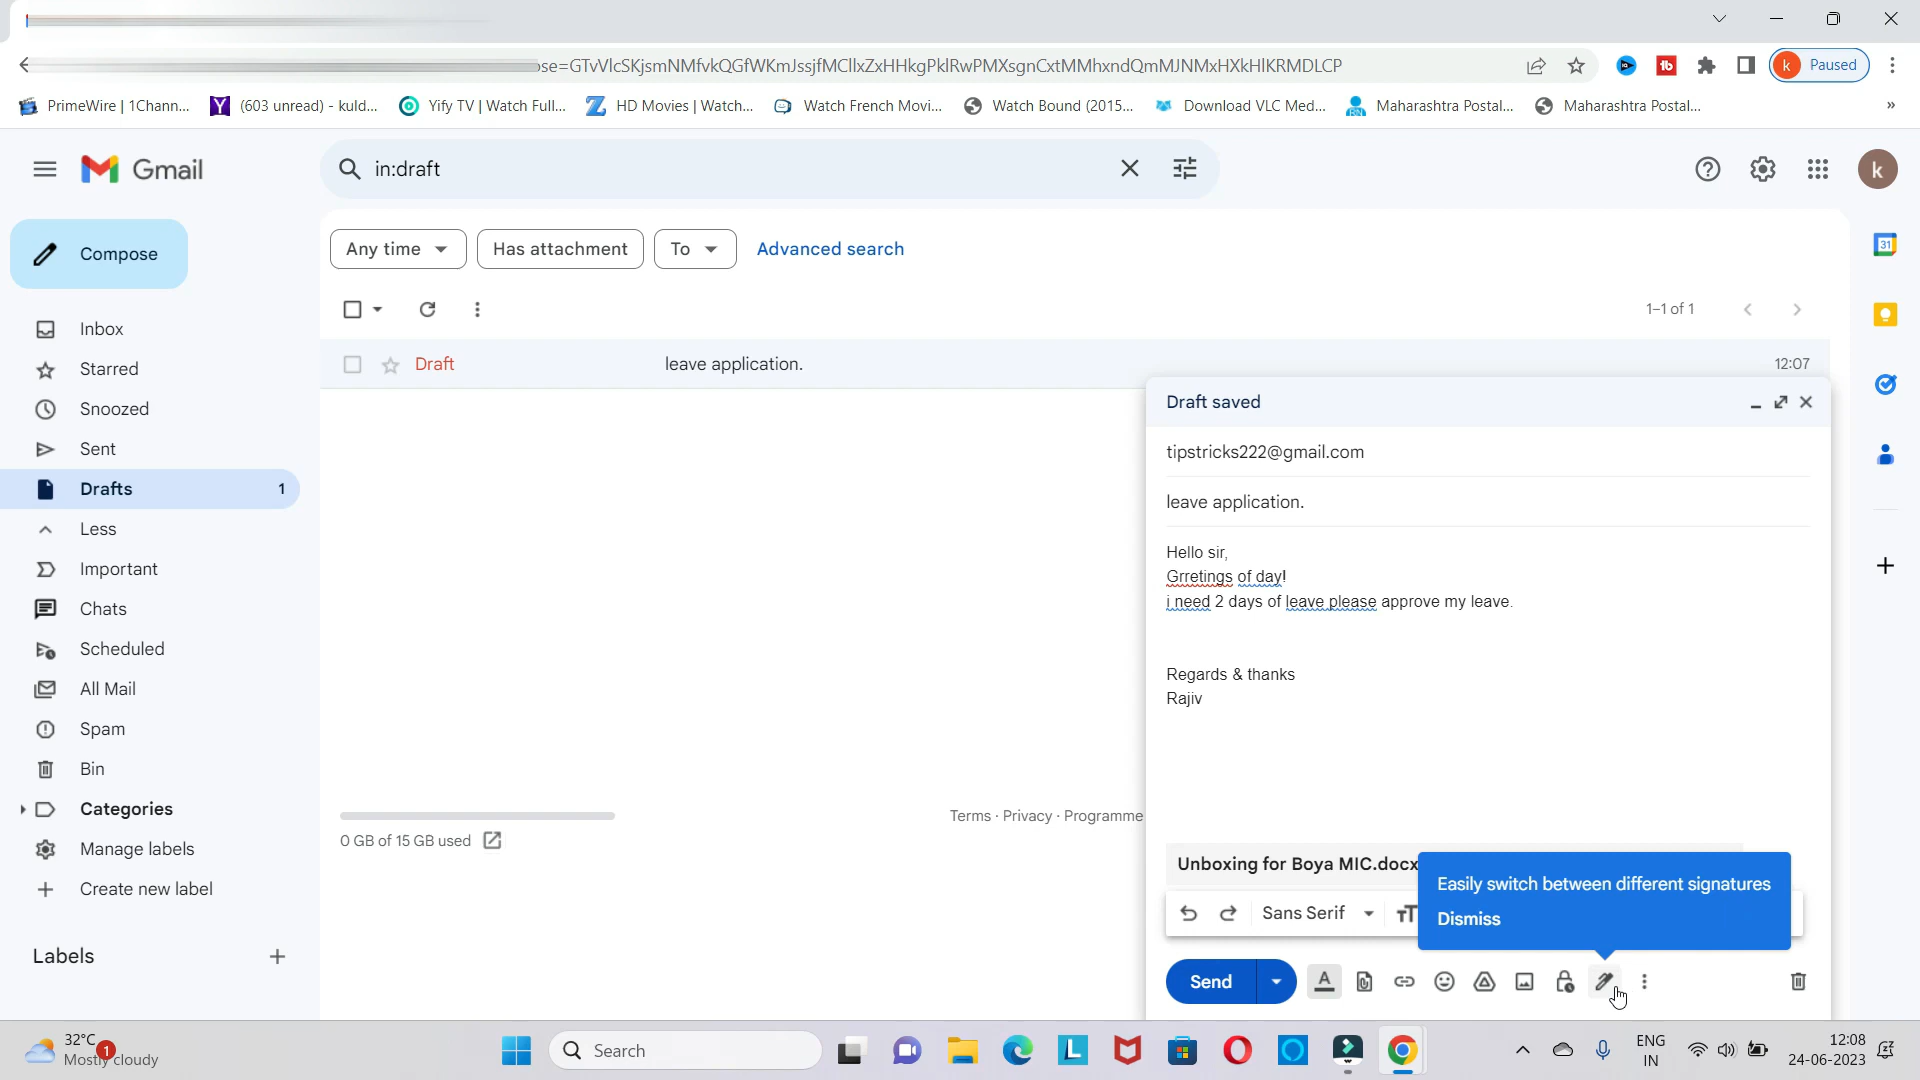 ose=GTvVlcSKjsmNMfvkQGfWKmJssjfMCllxZxHHkgPklRwPMXsgnCxtMMhxndQmMJNMxHXkHlKRMDLCP
k Paused
PrimeWire | 1Chann... (603 unread) - kuld... Yify TV | Watch Full... HD Movies | Watch... Watch French Movi... Watch Bound (2015... Download VLC Med... Maharashtra Postal... Maharashtra Postal... »
Gmail
in:draft
k
Compose
Any time
Has attachment
To
Advanced search
1–1 of 1
Draft leave application. 12:07
Inbox
Starred
Snoozed
Sent
Drafts 1
Less
Important
Chats
Scheduled
All Mail
Spam
Bin
Categories
Manage labels
Create new label
Labels
0 GB of 15 GB used
Terms · Privacy · Programme
Draft saved
tipstricks222@gmail.com
leave application.
Hello sir,
Grretings of day!
i need 2 days of leave please approve my leave.
Regards & thanks
Rajiv
Unboxing for Boya MIC.docx
Easily switch between different signatures
Dismiss
Sans Serif
Send
31
32°C
1
Mostly cloudy
Search
ENG
IN
12:08
24-06-2023